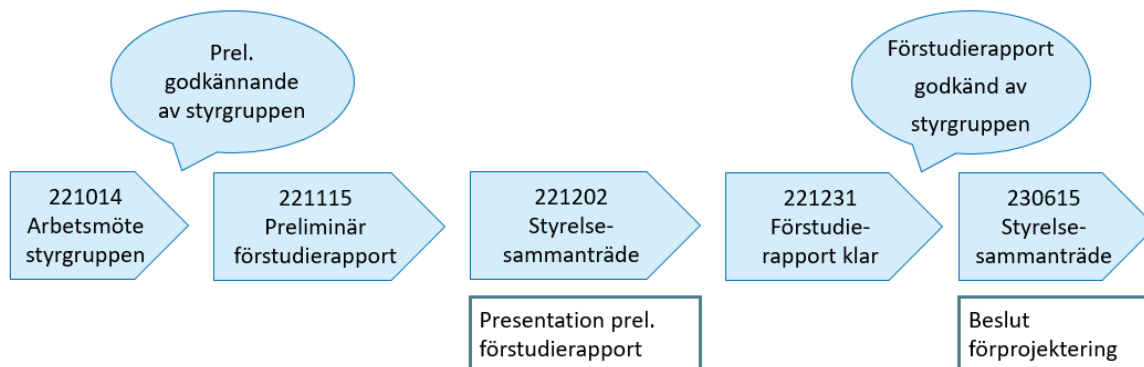 Prel.
godkännande
av styrgruppen
Förstudierapport
godkänd av
styrgruppen
221014
Arbetsmöte
styrgruppen
221115
Preliminär
förstudierapport
221202
Styrelse-
sammanträde
221231
Förstudie-
rapport klar
230615
Styrelse-
sammanträde
Presentation prel.
förstudierapport
Beslut
förprojektering